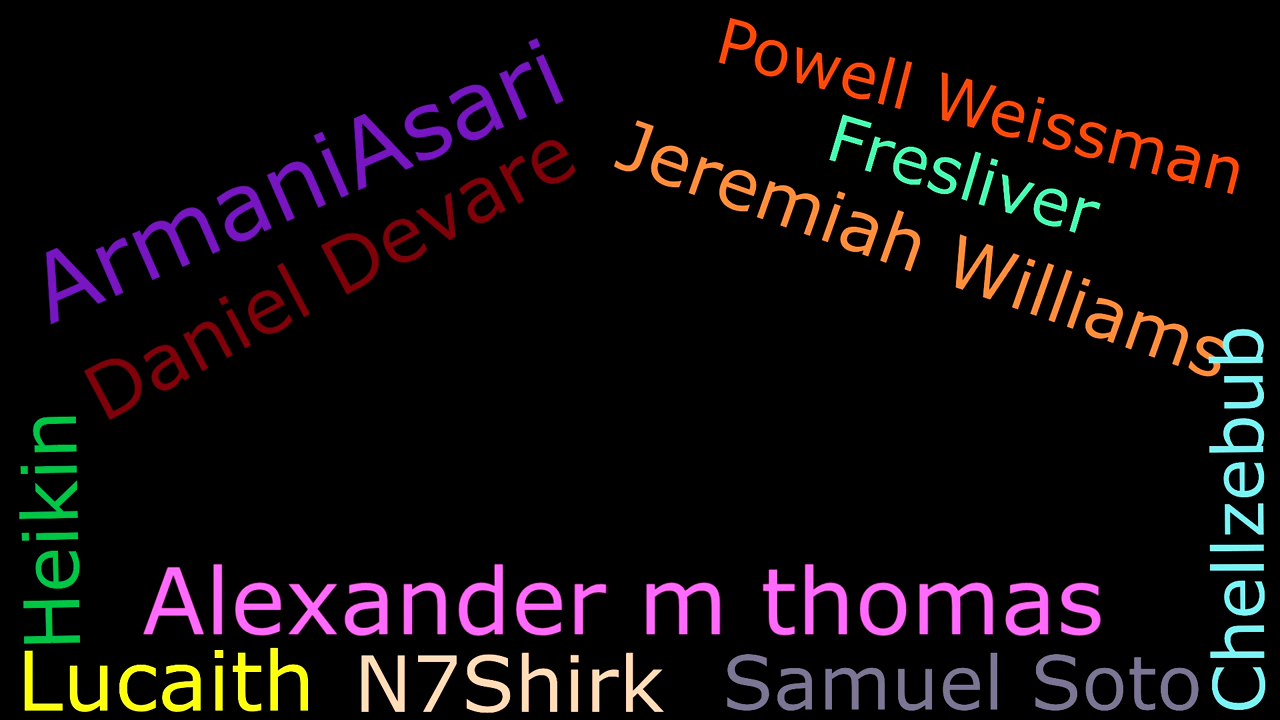 ArmaniAsari
Daniel Devare
Powell Weissman
Fresliver
Jeremiah Williams
Heikin
Chellzebub
Alexander m thomas
Lucaith
N7Shirk
Samuel Soto